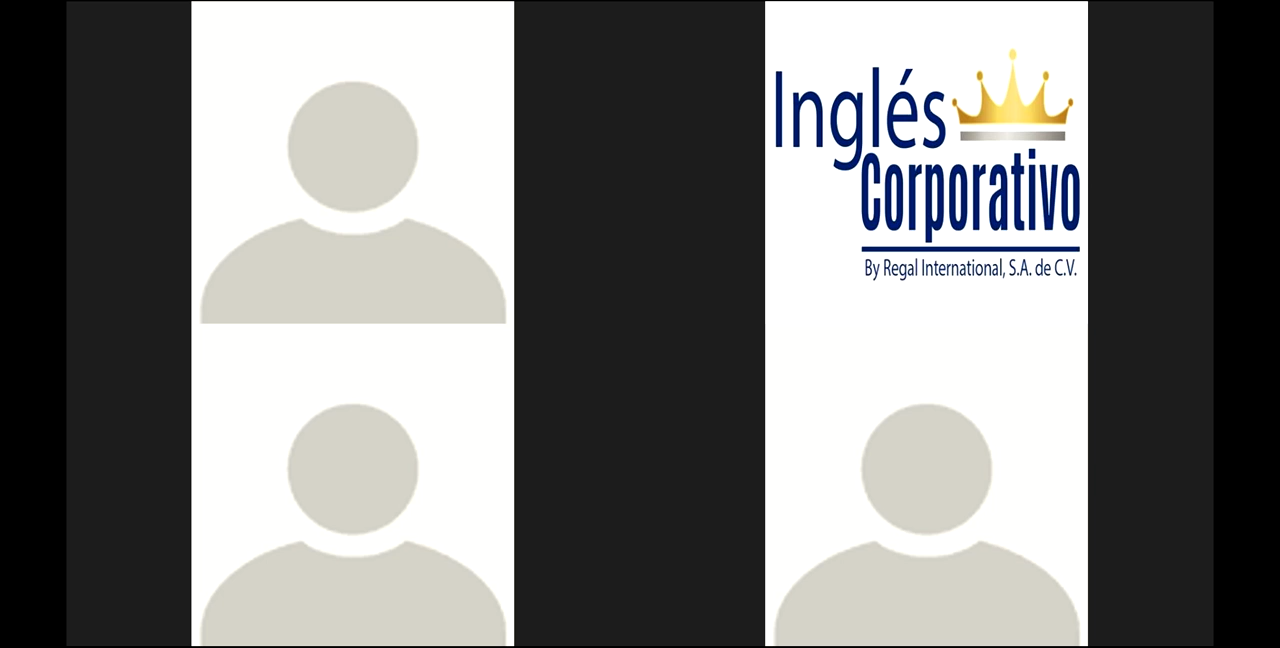 Inglés
Corporativo
By Regal International, S.A. de C.V.